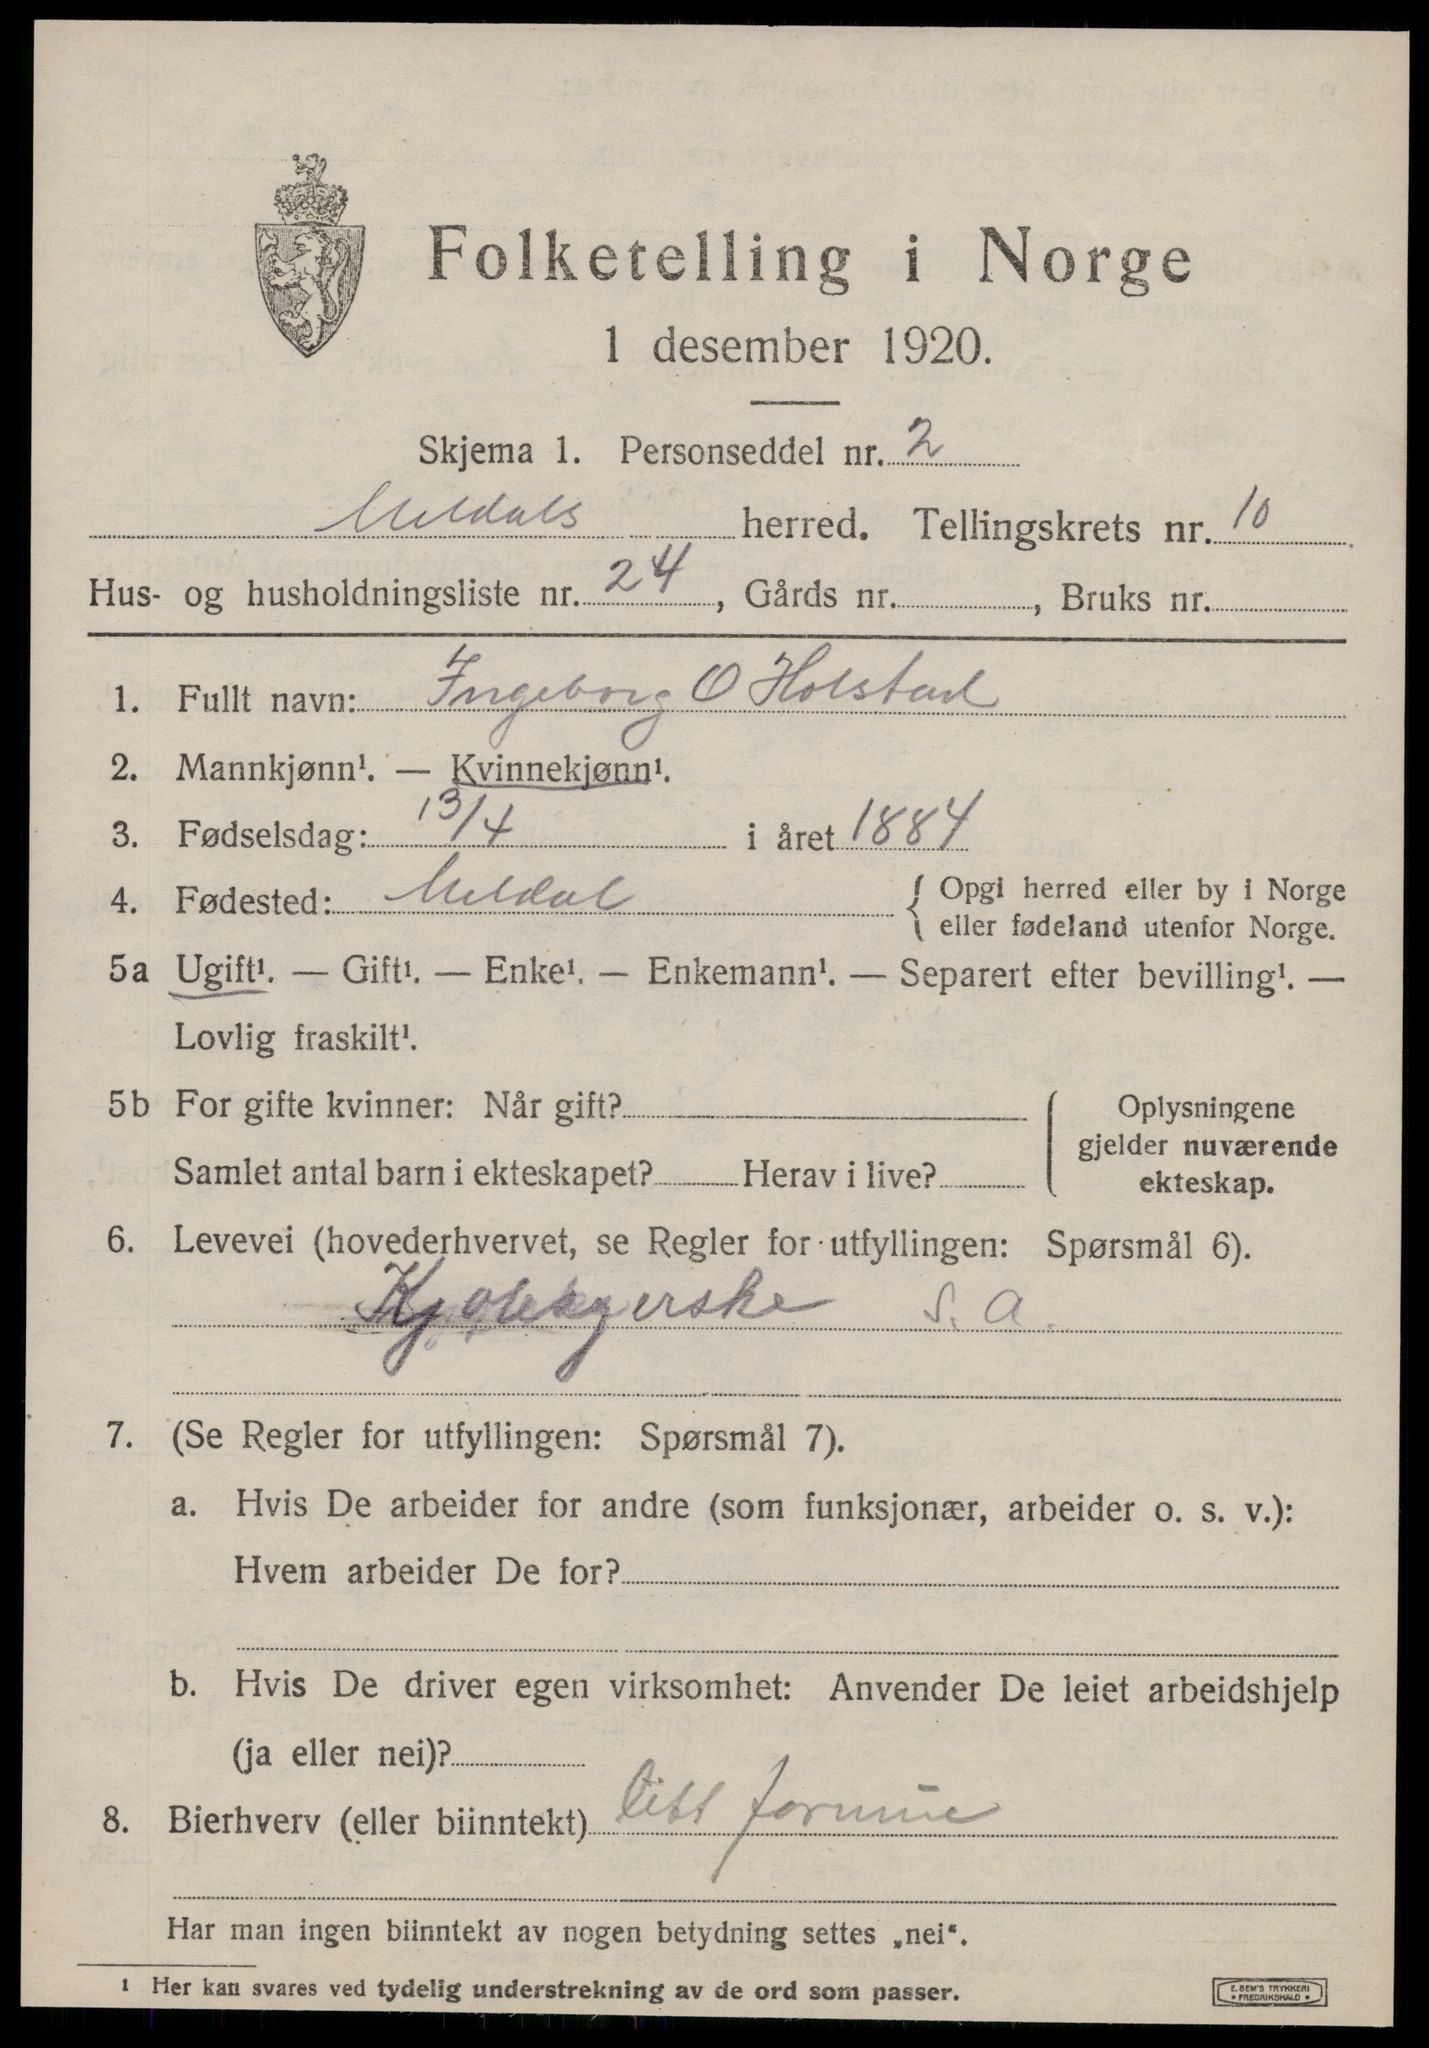 Folketelling i Norge
1 desember 1920.
Skjema 1. Personseddel nr. 2
Meldals herred. Tellingskrets nr. 10
Hus- og husholdningsliste nr. 24, Gårds nr. , Bruks nr.
1. Fullt navn: Ingeborg O Holstad
2. Mannkjønn¹. — Kvinnekjønn¹.
3. Fødselsdag: 13/4 i året 1884
4. Fødested: Meldal { Opgi herred eller by i Norge
eller fødeland utenfor Norge.
5a Ugift¹. — Gift¹. — Enke¹. — Enkemann¹. — Separert efter bevilling¹. —
Lovlig fraskilt¹.
5b For gifte kvinner: Når gift? { Oplysningene
gjelder nuværende
Samlet antal barn i ekteskapet? Herav i live? ekteskap.
6. Levevei (hovederhvervet, se Regler for utfyllingen: Spørsmål 6).
S. A.
7. (Se Regler for utfyllingen: Spørsmål 7).
a. Hvis De arbeider for andre (som funksjonær, arbeider o. s. v.):
Hvem arbeider De for?
b. Hvis De driver egen virksomhet: Anvender De leiet arbeidshjelp
(ja eller nei)?
8. Bierhverv (eller biinntekt) litt formue
Har man ingen biinntekt av nogen betydning settes „nei“.
1 Her kan svares ved tydelig understrekning av de ord som passer.
E. SEM'S TRYKKERI
• FREDRIKSHALD •